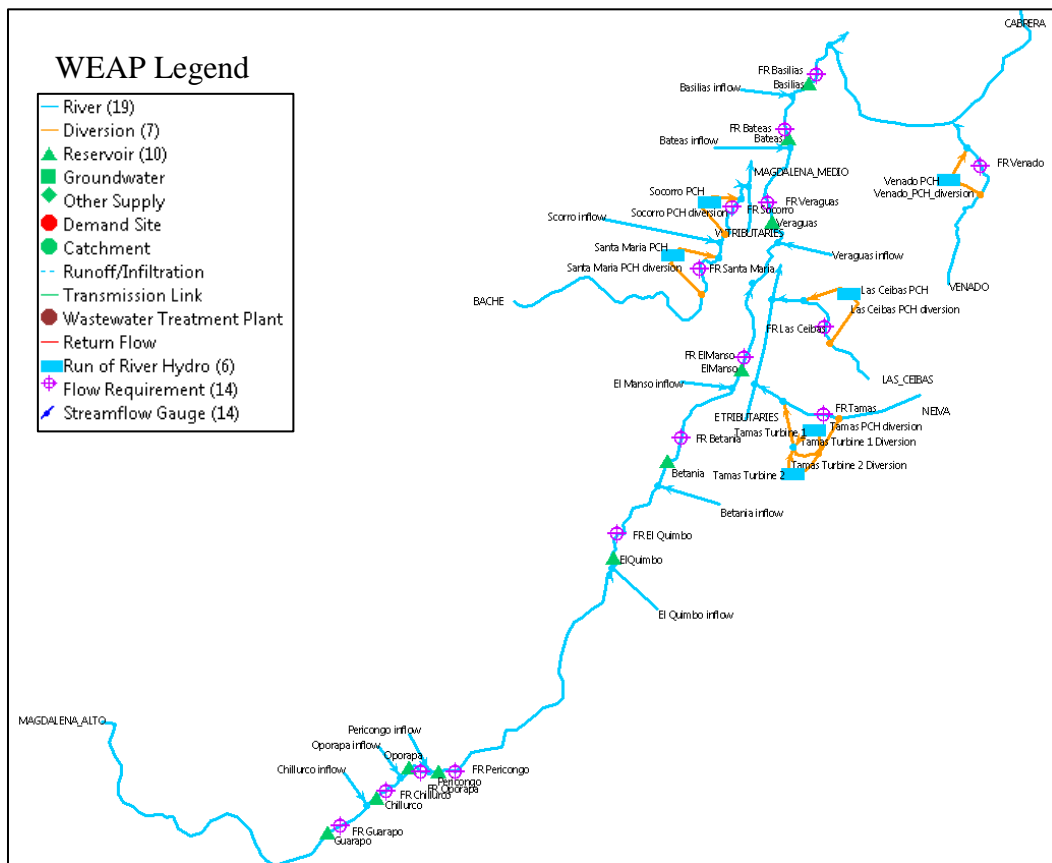 WEAP Legend
River (19)
Diversion (7)
Reservoir (10)
Groundwater
Other Supply
Demand Site
Catchment
Runoff/Infiltration
Transmission Link
Wastewater Treatment Plant
Return Flow
Run of River Hydro (6)
Flow Requirement (14)
Streamflow Gauge (14)
CABRERA
FR Basilias
Basilias
Basilias inflow
FR Bateas
Bateas
Bateas inflow
MAGDALENA_MEDIO
FR Venado
Venado PCH
Venado_PCH_diversion
VENADO
Socorro PCH
FR Veraguas
Socorro PCH diversion
FR Socorro
Scorro inflow
Veraguas
TRIBUTARIES
Santa Maria PCH
Veraguas inflow
Santa Maria PCH diversion
FR Santa Maria
BACHE
Las Ceibas PCH
Las Ceibas PCH diversion
FR Las Ceibas
FR ElManso
ElManso
El Manso inflow
LAS_CEIBAS
NEIVA
E TRIBUTARIES
FR Tamas
Tamas PCH diversion
Tamas Turbine 1
Tamas Turbine 1 Diversion
Tamas Turbine 2 Diversion
Tamas Turbine 2
FR Betania
Betania
Betania inflow
FR El Quimbo
ElQuimbo
El Quimbo inflow
MAGDALENA_ALTO
Pericongo inflow
Oporapa inflow
Oporapa
Chillurco inflow
FR Pericongo
Pericongo
FR Oporapa
FR Chillurco
Chillurco
FR Guarapo
Guarapo